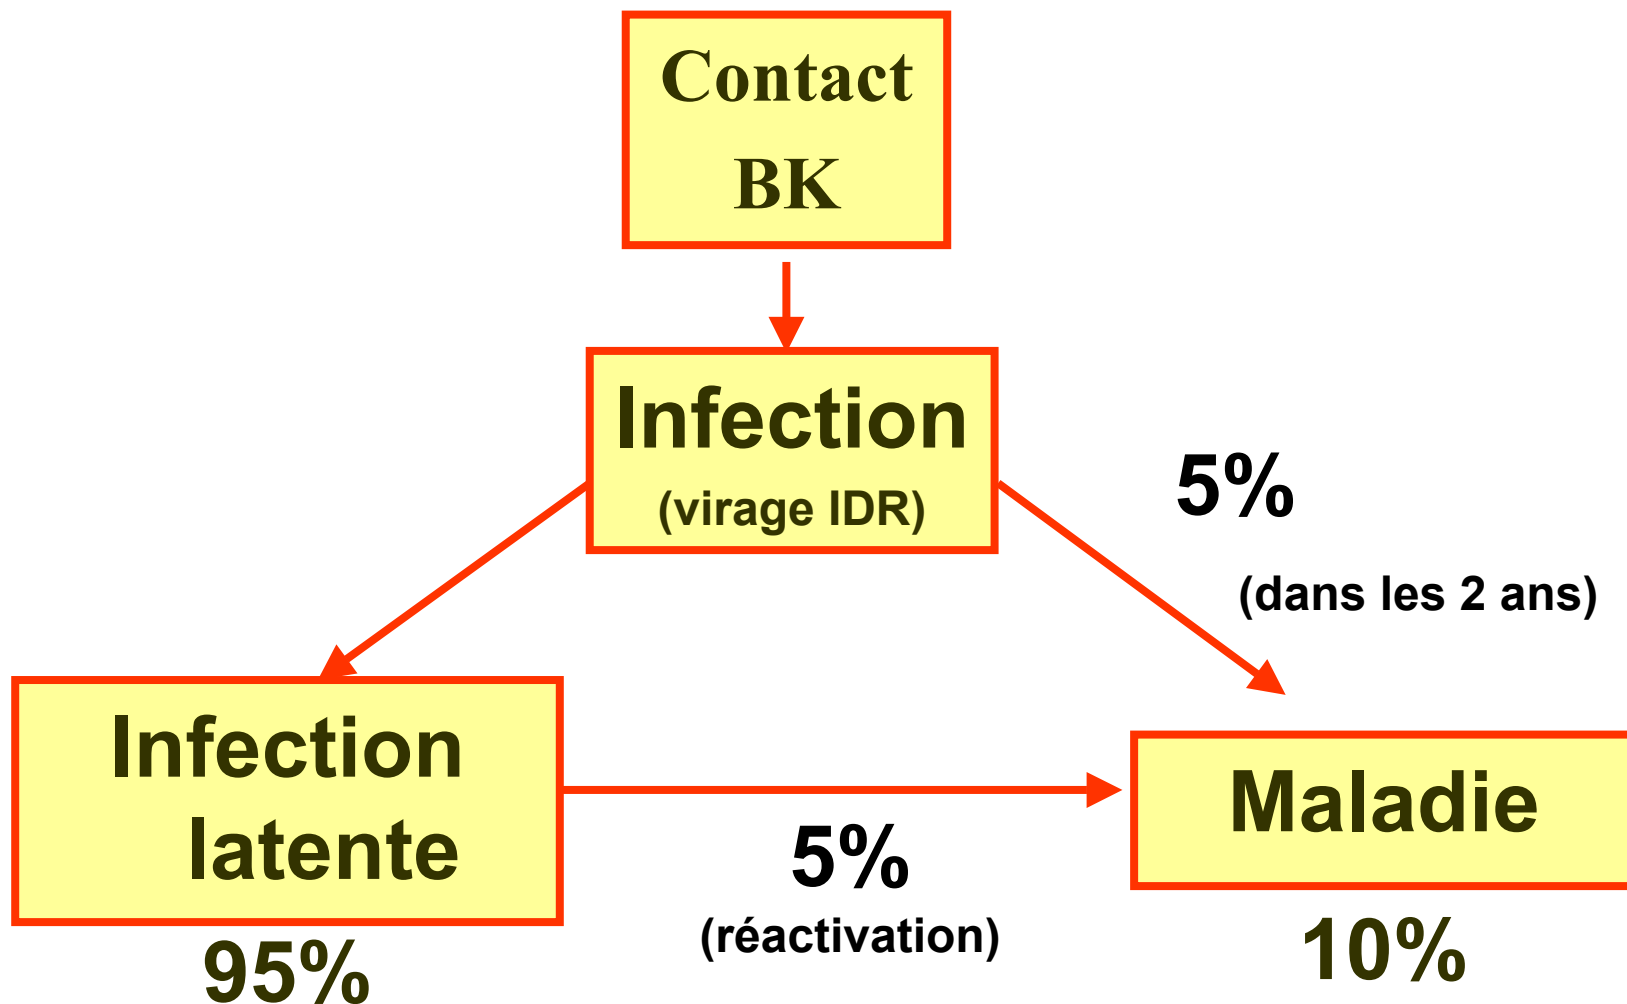 Contact
BK
Infection
(virage IDR)
5%
(dans les 2 ans)
Infection
latente
95%
5%
(réactivation)
Maladie
10%